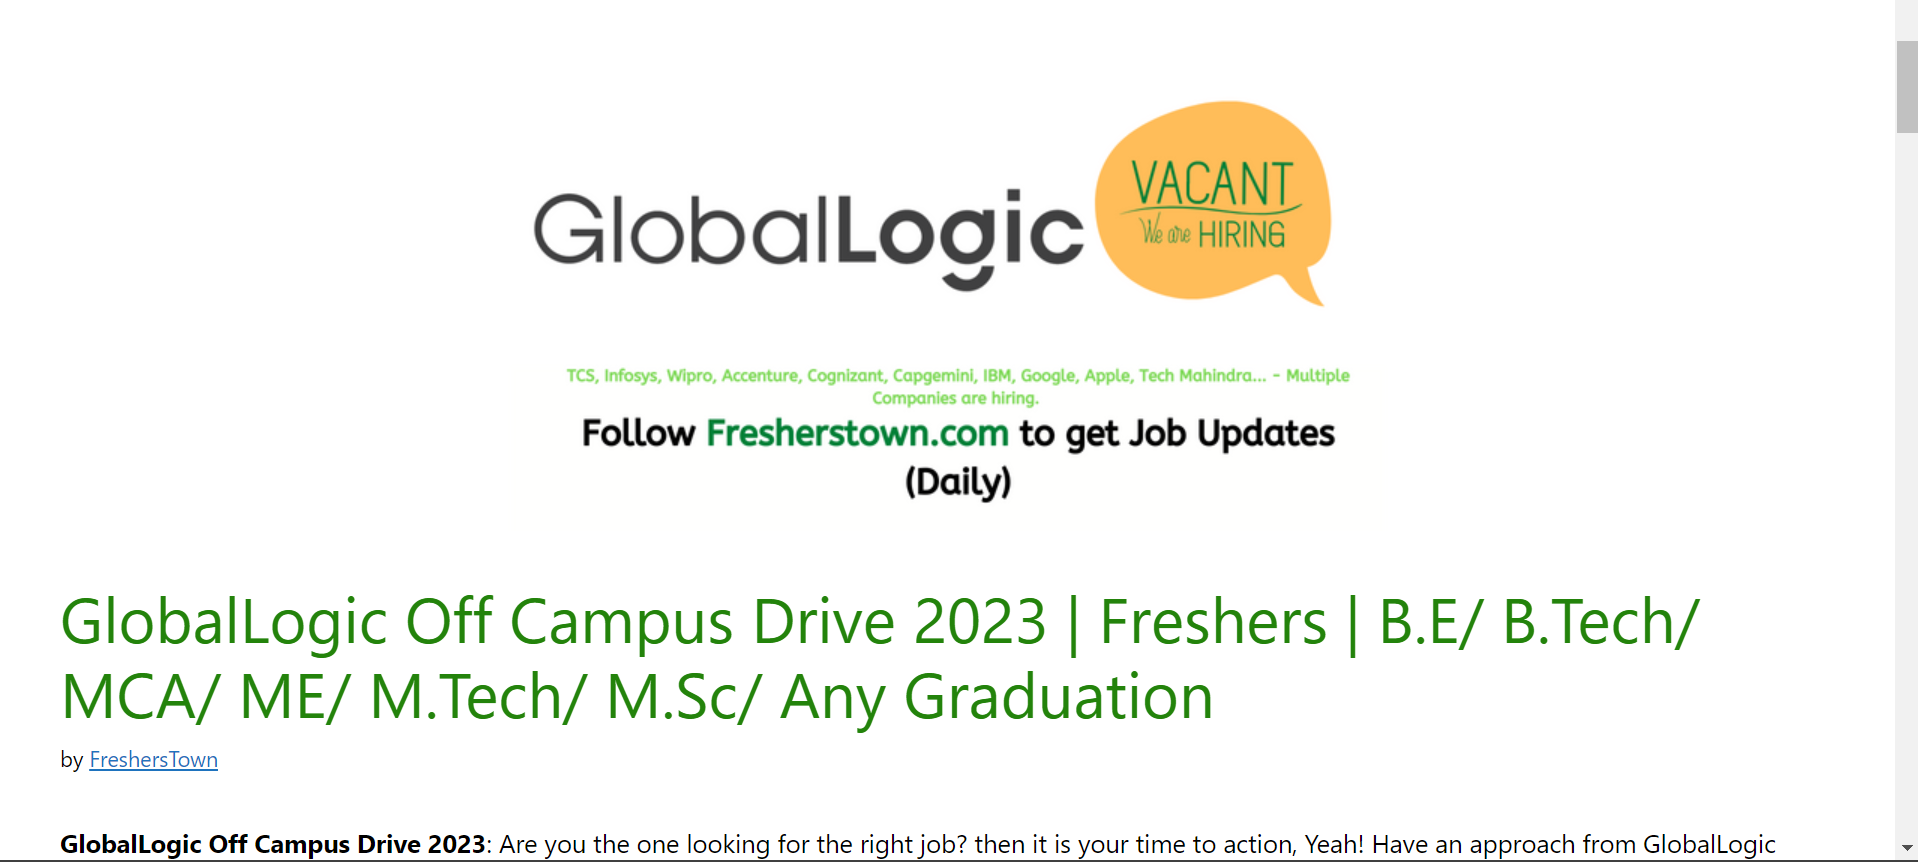 GlobalLogic
VACANT
We are HIRING
TCS, Infosys, Wipro, Accenture, Cognizant, Capgemini, IBM, Google, Apple, Tech Mahindra... - Multiple
Companies are hiring.
Follow Fresherstown.com to get Job Updates
(Daily)
GlobalLogic Off Campus Drive 2023 | Freshers | B.E/ B.Tech/
MCA/ ME/ M.Tech/ M.Sc/ Any Graduation
by FreshersTown
GlobalLogic Off Campus Drive 2023: Are you the one looking for the right job? then it is your time to action, Yeah! Have an approach from GlobalLogic